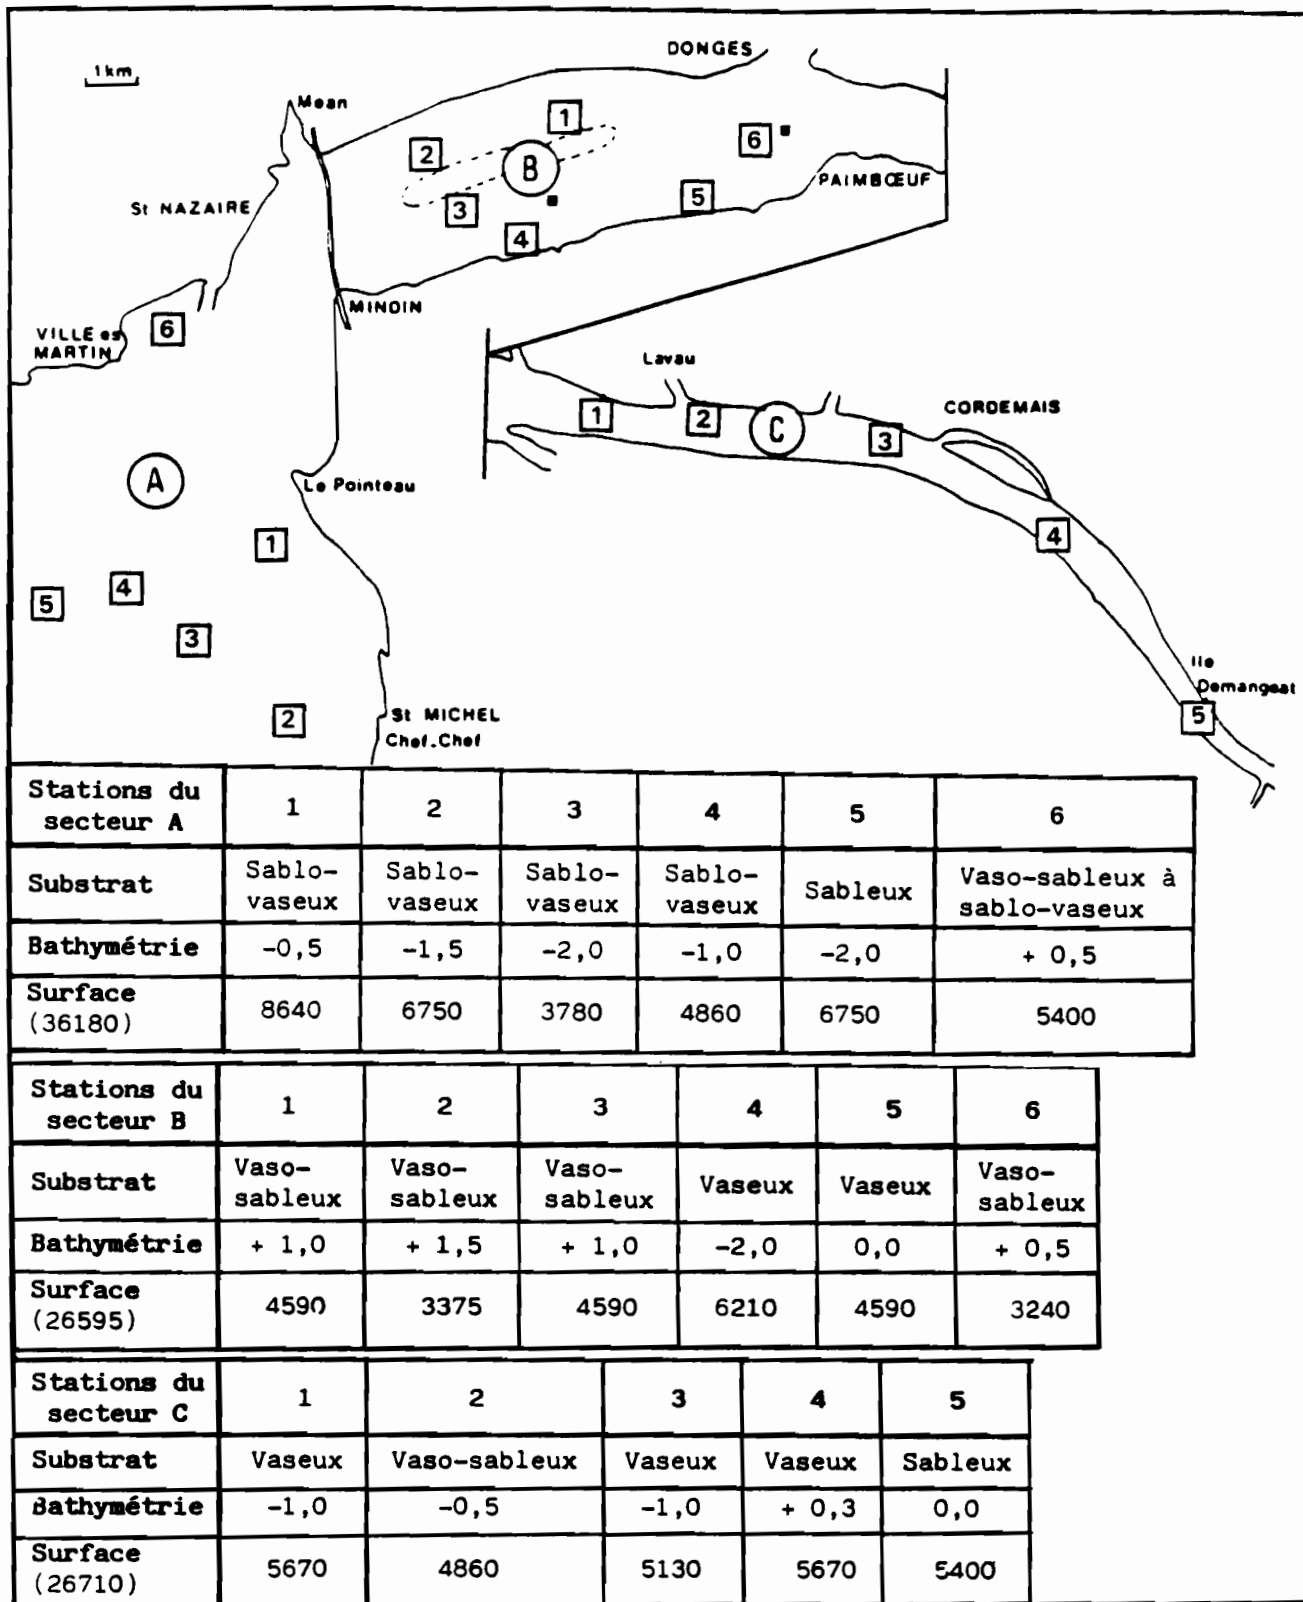 DONGES
1 km
Mean
1
2
6
B
PAIMBŒUF
St NAZAIRE
5
3
4
MINDIN
6
VILLE es
MARTIN
Lavau
CORDEMAIS
1
2
C
3
A
Le Pointeau
1
4
4
5
3
Ile
Demangeat
2
St MICHEL
Chef.Chef
5
Stations du secteur A 1 2 3 4 5 6
Substrat Sablo-vaseux Sablo-vaseux Sablo-vaseux Sablo-vaseux Sableux Vaso-sableux à sablo-vaseux
Bathymétrie -0,5 -1,5 -2,0 -1,0 -2,0 + 0,5
Surface (36180) 8640 6750 3780 4860 6750 5400
Stations du secteur B 1 2 3 4 5 6
Substrat Vaso-sableux Vaso-sableux Vaso-sableux Vaseux Vaseux Vaso-sableux
Bathymétrie + 1,0 + 1,5 + 1,0 -2,0 0,0 + 0,5
Surface (26595) 4590 3375 4590 6210 4590 3240
Stations du secteur C 1 2 3 4 5
Substrat Vaseux Vaso-sableux Vaseux Vaseux Sableux
Bathymétrie -1,0 -0,5 -1,0 + 0,3 0,0
Surface (26710) 5670 4860 5130 5670 5400